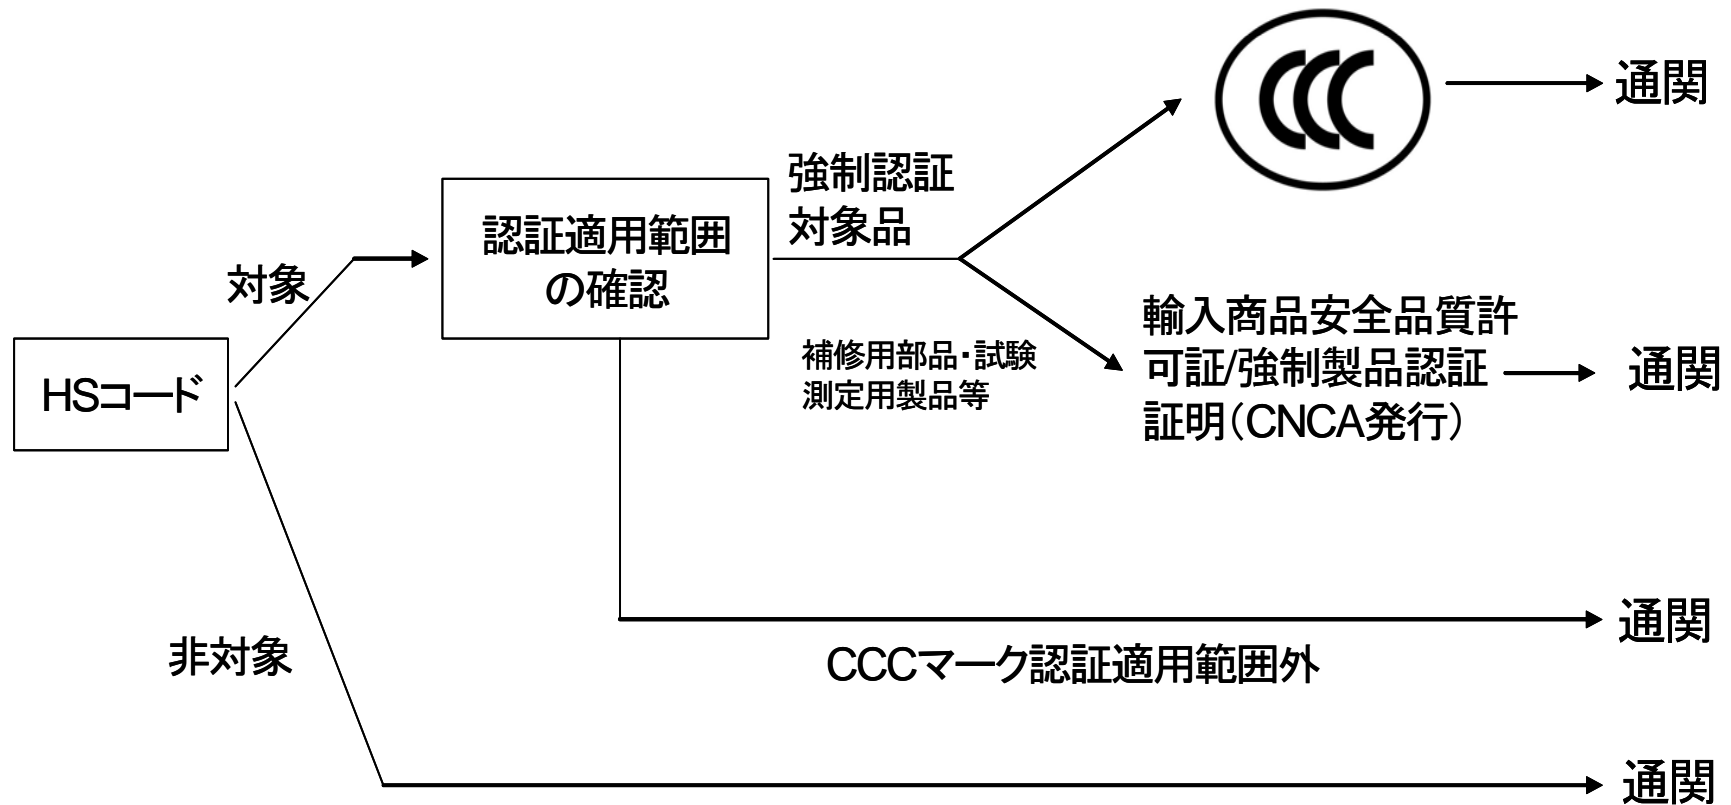 CCC
通関
強制認証
対象品
認証適用範囲
の確認
対象
HSコード
補修用部品・試験
測定用製品等
輸入商品安全品質許
可証/強制製品認証
証明（CNCA発行）
通関
通関
CCCマーク認証適用範囲外
非対象
通関